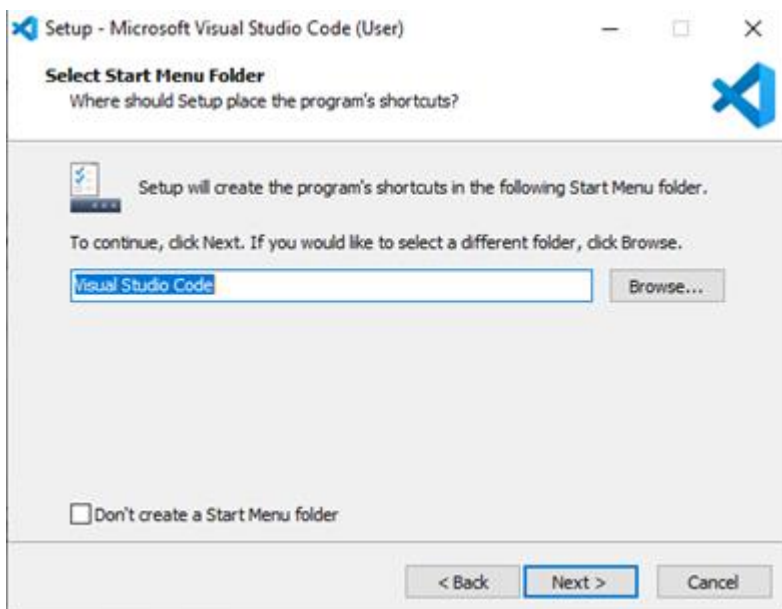 Setup - Microsoft Visual Studio Code (User)
Select Start Menu Folder
Where should Setup place the program's shortcuts?
Setup will create the program's shortcuts in the following Start Menu folder.
To continue, click Next. If you would like to select a different folder, click Browse.
Visual Studio Code
Browse...
Don't create a Start Menu folder
< Back
Next >
Cancel